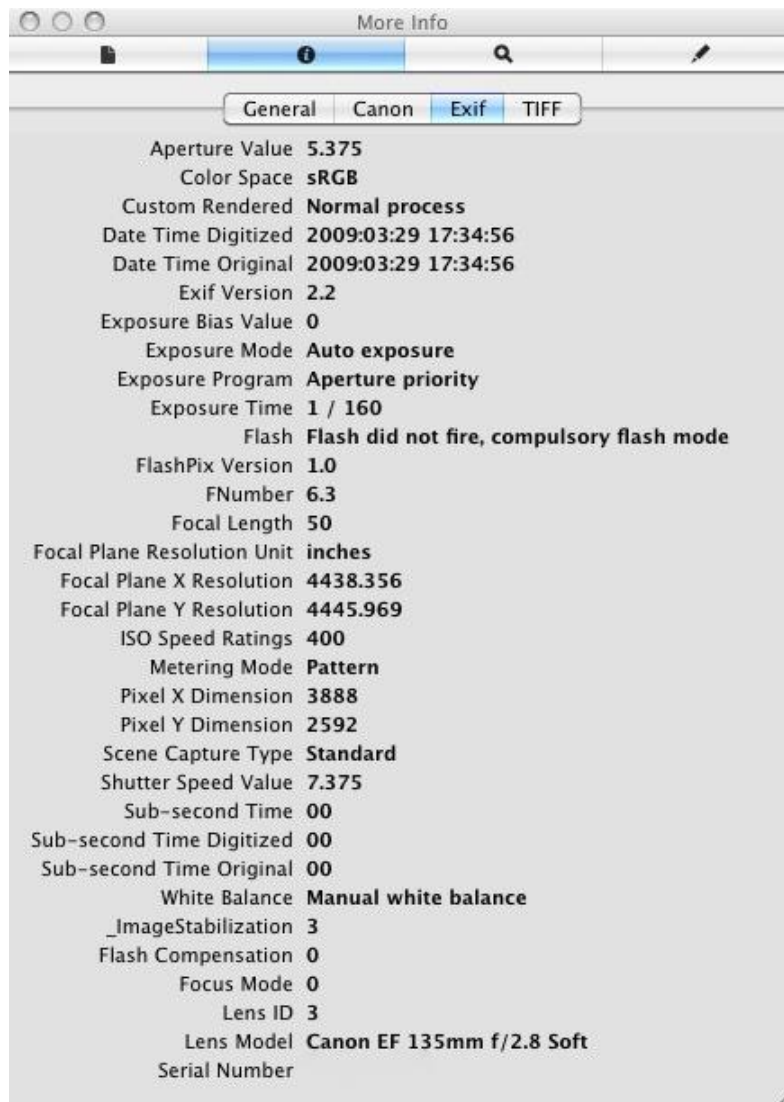 More Info
General Canon Exif TIFF
Aperture Value 5.375
Color Space sRGB
Custom Rendered Normal process
Date Time Digitized 2009:03:29 17:34:56
Date Time Original 2009:03:29 17:34:56
Exif Version 2.2
Exposure Bias Value 0
Exposure Mode Auto exposure
Exposure Program Aperture priority
Exposure Time 1 / 160
Flash Flash did not fire, compulsory flash mode
FlashPix Version 1.0
FNumber 6.3
Focal Length 50
Focal Plane Resolution Unit inches
Focal Plane X Resolution 4438.356
Focal Plane Y Resolution 4445.969
ISO Speed Ratings 400
Metering Mode Pattern
Pixel X Dimension 3888
Pixel Y Dimension 2592
Scene Capture Type Standard
Shutter Speed Value 7.375
Sub-second Time 00
Sub-second Time Digitized 00
Sub-second Time Original 00
White Balance Manual white balance
_ImageStabilization 3
Flash Compensation 0
Focus Mode 0
Lens ID 3
Lens Model Canon EF 135mm f/2.8 Soft
Serial Number